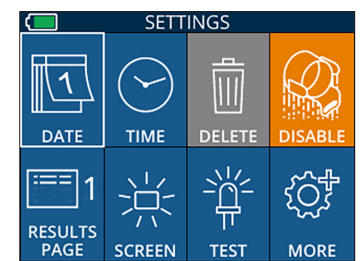 SETTINGS
1
DATE
TIME
DELETE
DISABLE
1
RESULTS
PAGE
SCREEN
TEST
MORE